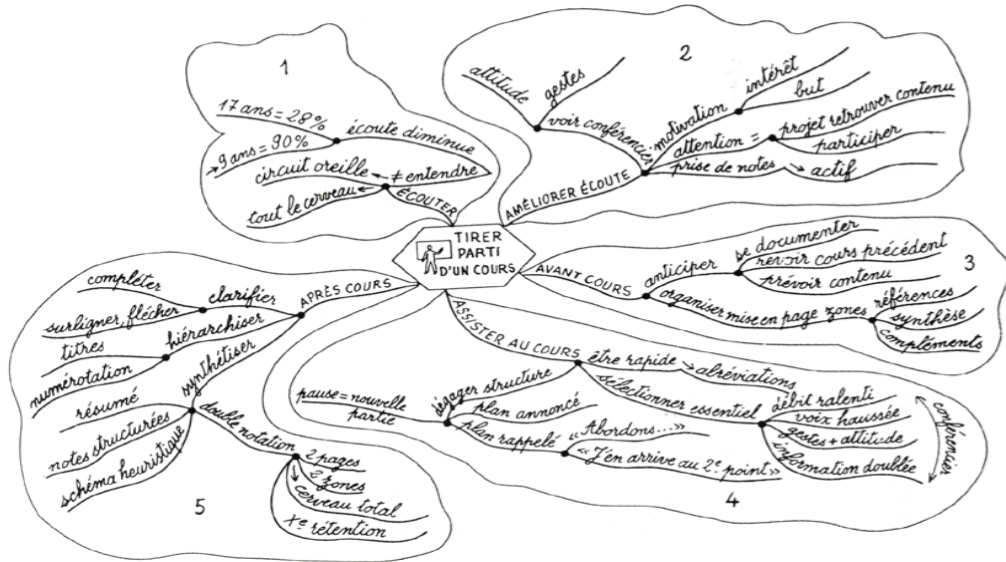 1
17 ans = 28%
→ 9 ans = 90%
écoute diminue
circuit oreille ← ≠ entendre
tout le cerveau ←
ÉCOUTER
2
attitude
gestes
voir conférencier
motivation
intérêt
but
attention =
projet retrouver contenu
participer
prise de notes → actif
AMÉLIORER ÉCOUTE
TIRER
PARTI
D'UN COURS
3
AVANT COURS
anticiper
se documenter
revoir cours précédent
prévoir contenu
organiser mise en page zones
références
synthèse
compléments
4
ASSISTER AU COURS
être rapide → abréviations
sélectionner essentiel
débit ralenti
voix haussée
gestes + attitude
information doublée
conférencier
dégager structure
pause = nouvelle
partie
plan annoncé
plan rappelé
« Abordons... »
« J'en arrive au 2e point »
5
APRÈS COURS
clarifier
compléter
surligner, flécher
hiérarchiser
titres
numérotation
synthétiser
résumé
notes structurées
schéma heuristique
double notation
2 pages
zones
→ cerveau total
rétention